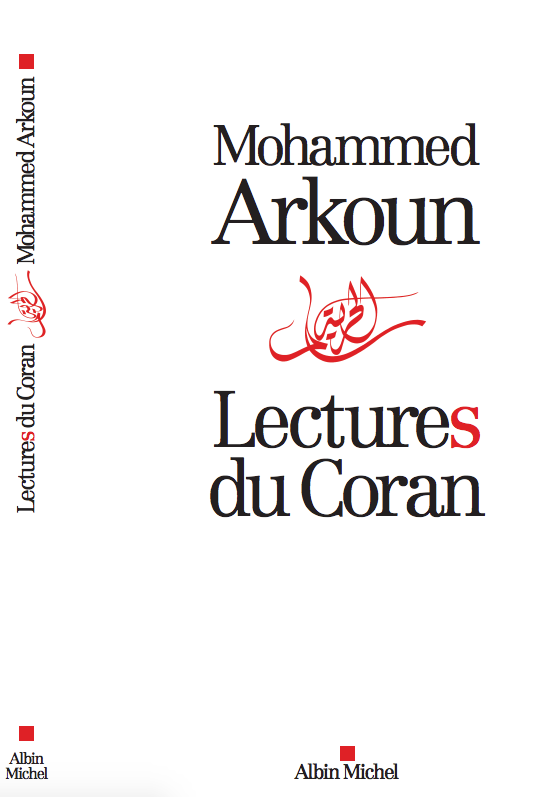 Lectures du Coran Mohammed Arkoun
Albin
Michel
Mohammed
Arkoun
Lectures
du Coran
Albin Michel